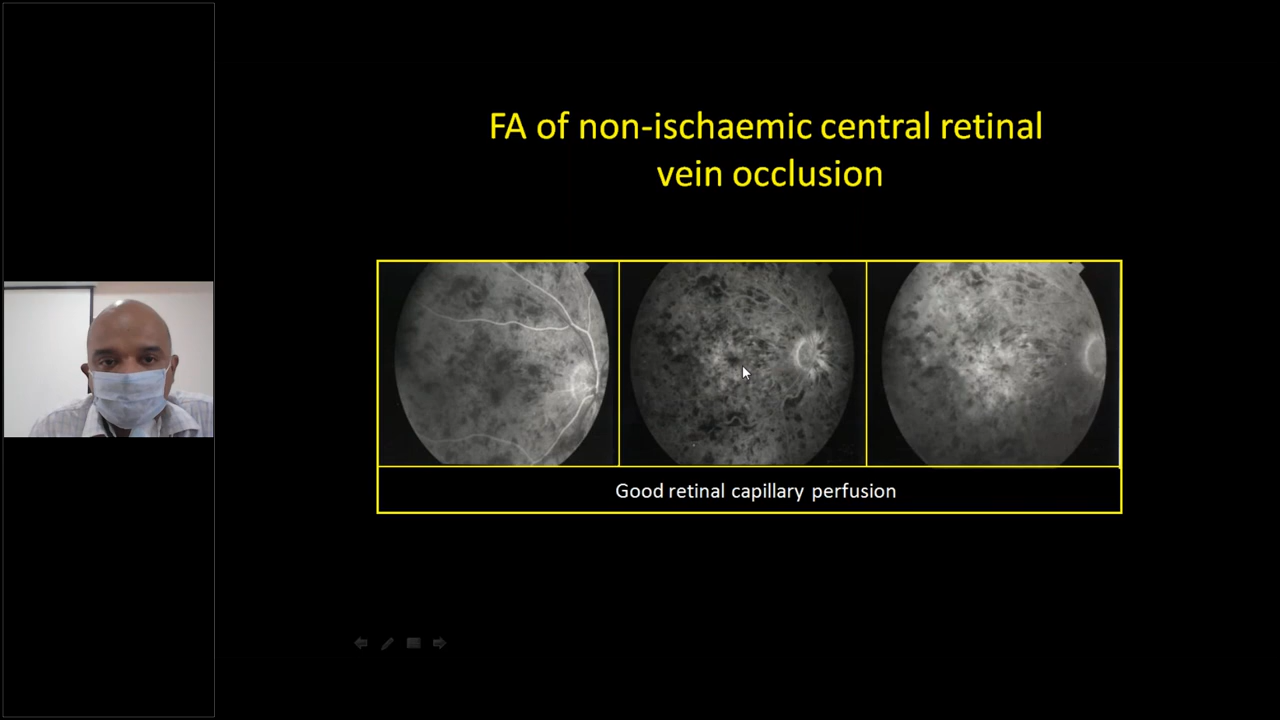 FA of non-ischaemic central retinal
vein occlusion
Good retinal capillary perfusion